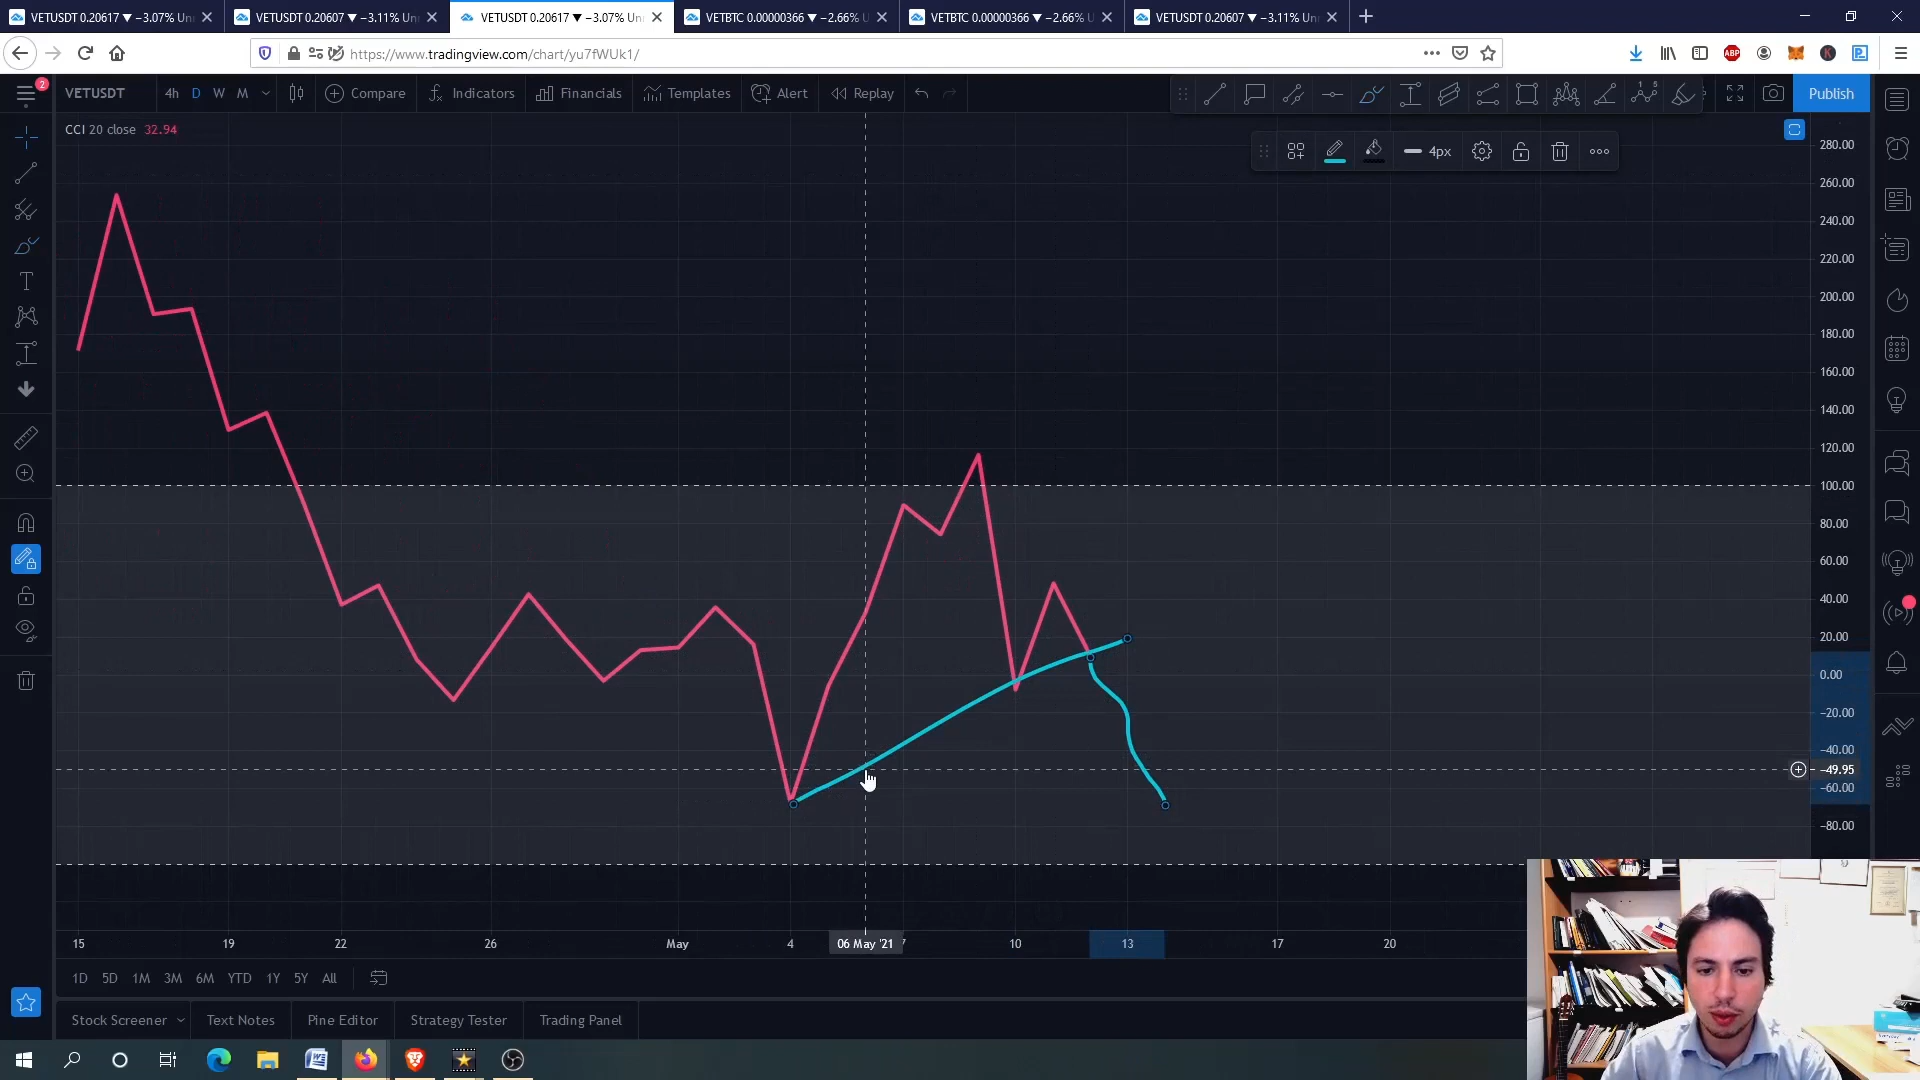 VETUSDT 0.20617 ▼ −3.07% Un
VETUSDT 0.20607 ▼ −3.11% Un
VETUSDT 0.20617 ▼ −3.07% Un
VETBTC 0.00000366 ▼ −2.66% U
VETBTC 0.00000366 ▼ −2.66% U
VETUSDT 0.20607 ▼ −3.11% Un
https://www.tradingview.com/chart/yu7fWUk1/
ABP
2
VETUSDT
4h D W M
Compare
Indicators
Financials
Templates
Alert
Replay
Publish
CCI 20 close 32.94
4px
280.00
260.00
240.00
220.00
200.00
180.00
160.00
140.00
120.00
100.00
80.00
60.00
40.00
20.00
0.00
−20.00
−40.00
−49.95
−60.00
−80.00
15 19 22 26 May 4 06 May '21 7 10 13 17 20
1D 5D 1M 3M 6M YTD 1Y 5Y All
Stock Screener Text Notes Pine Editor Strategy Tester Trading Panel